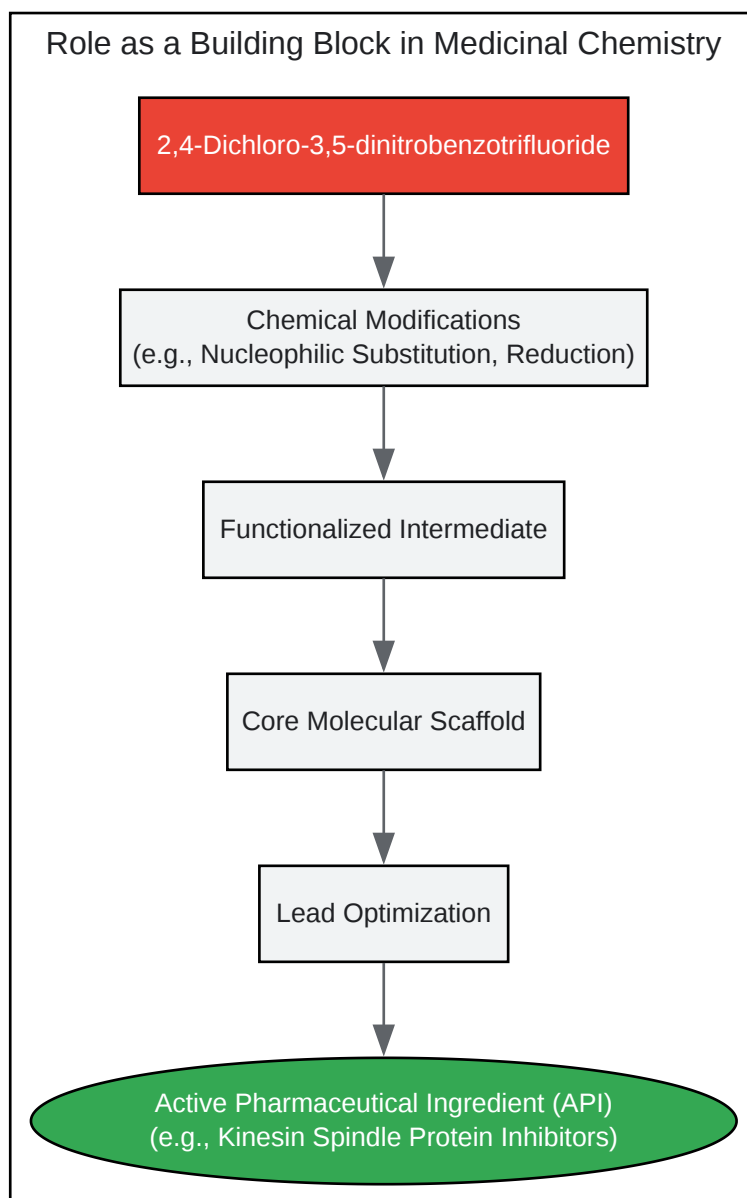 Role as a Building Block in Medicinal Chemistry
2,4-Dichloro-3,5-dinitrobenzotrifluoride
Chemical Modifications
(e.g., Nucleophilic Substitution, Reduction)
Functionalized Intermediate
Core Molecular Scaffold
Lead Optimization
Active Pharmaceutical Ingredient (API)
(e.g., Kinesin Spindle Protein Inhibitors)